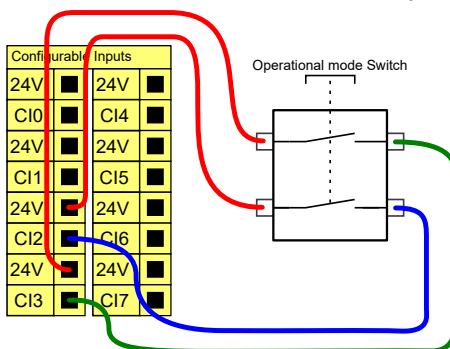 Configurable Inputs
Operational mode Switch
24V 24V
CI0 CI4
24V 24V
CI1 CI5
24V 24V
CI2 CI6
24V 24V
CI3 CI7